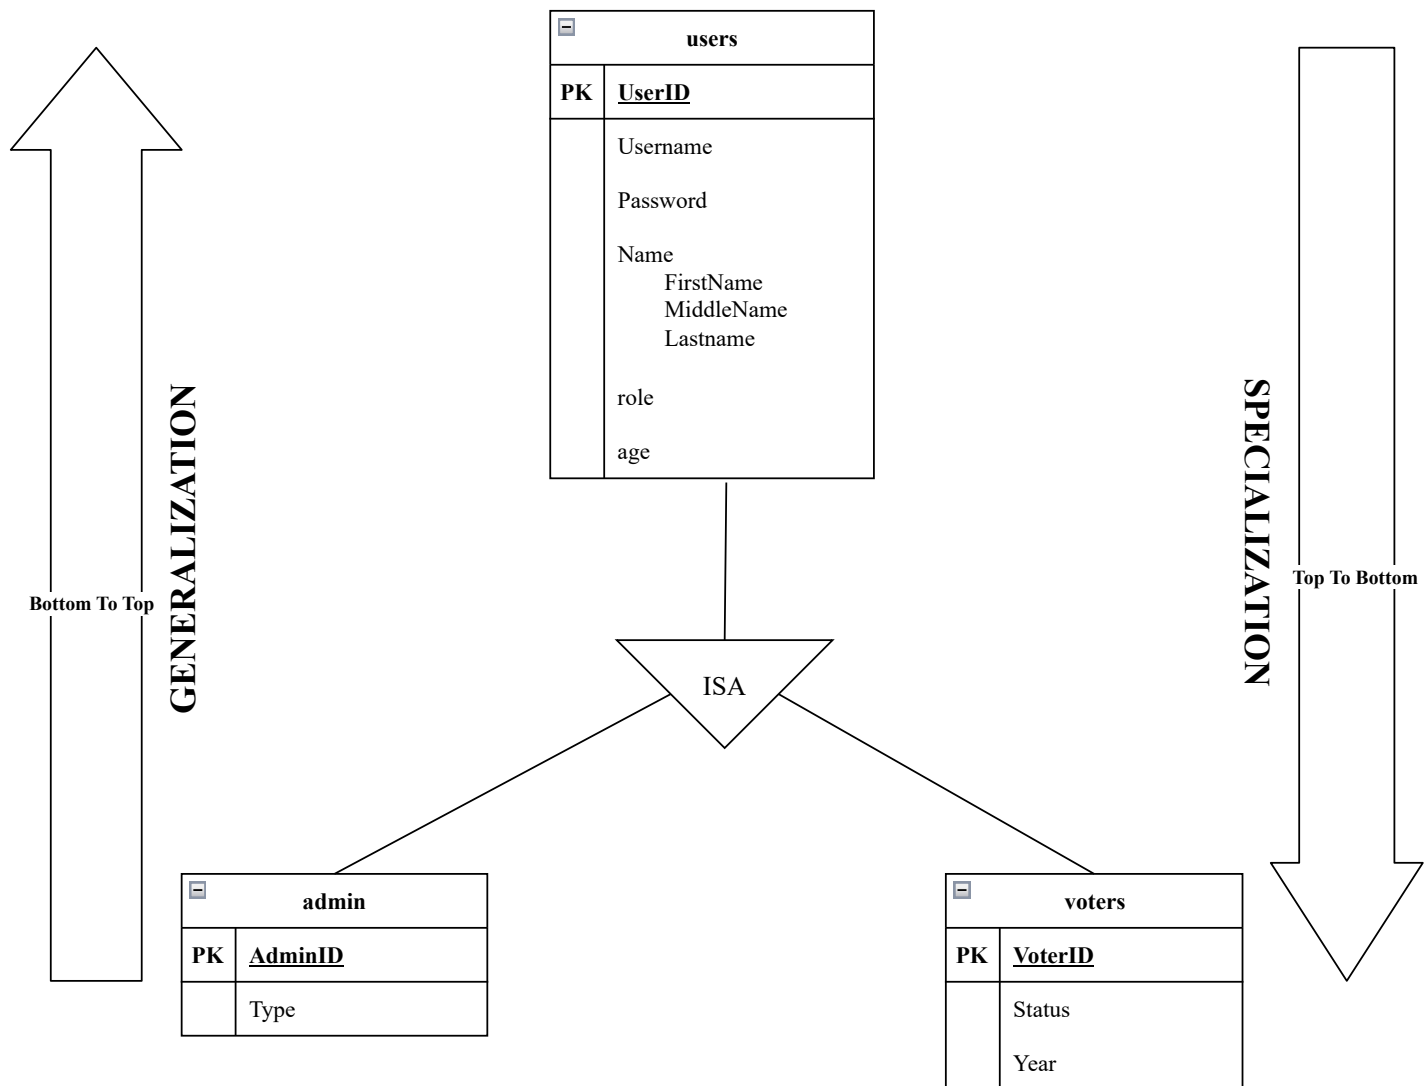 users
PK UserID
Username
Password
Name
FirstName
MiddleName
Lastname
role
age
GENERALIZATION
Bottom To Top
SPECIALIZATION
Top To Bottom
ISA
admin
PK AdminID
Type
voters
PK VoterID
Status
Year